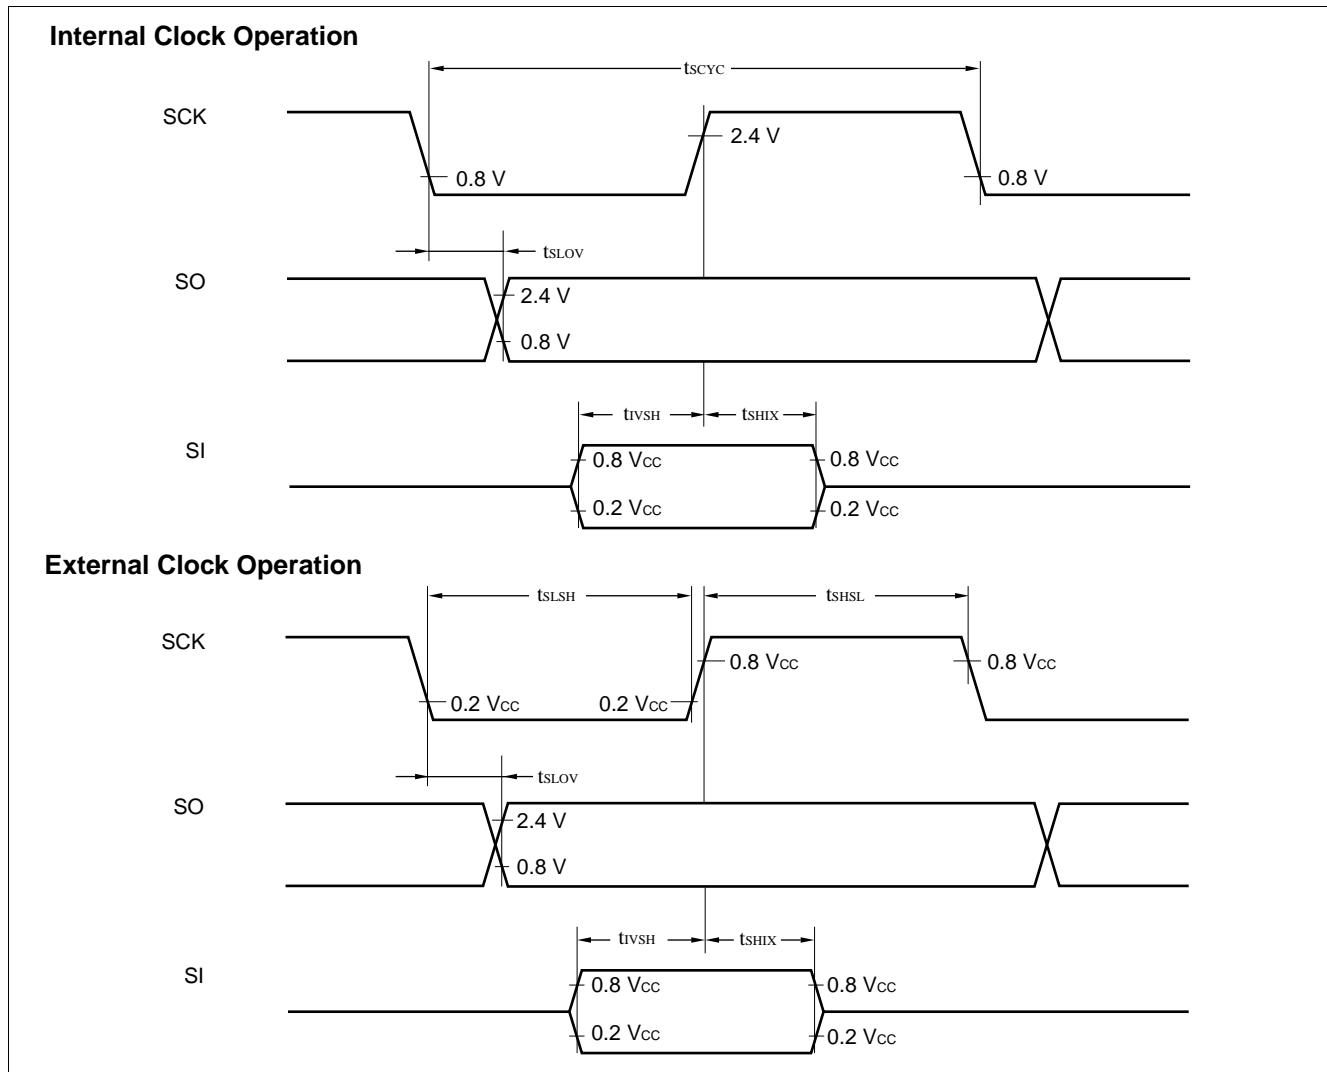 Internal Clock Operation
tSCYC
SCK
2.4 V
0.8 V
0.8 V
tSLOV
SO
2.4 V
0.8 V
tIVSH
tSHIX
SI
0.8 VCC
0.8 VCC
0.2 VCC
0.2 VCC
External Clock Operation
tSLSH
tSHSL
SCK
0.8 VCC
0.8 VCC
0.2 VCC
0.2 VCC
tSLOV
SO
2.4 V
0.8 V
tIVSH
tSHIX
SI
0.8 VCC
0.8 VCC
0.2 VCC
0.2 VCC